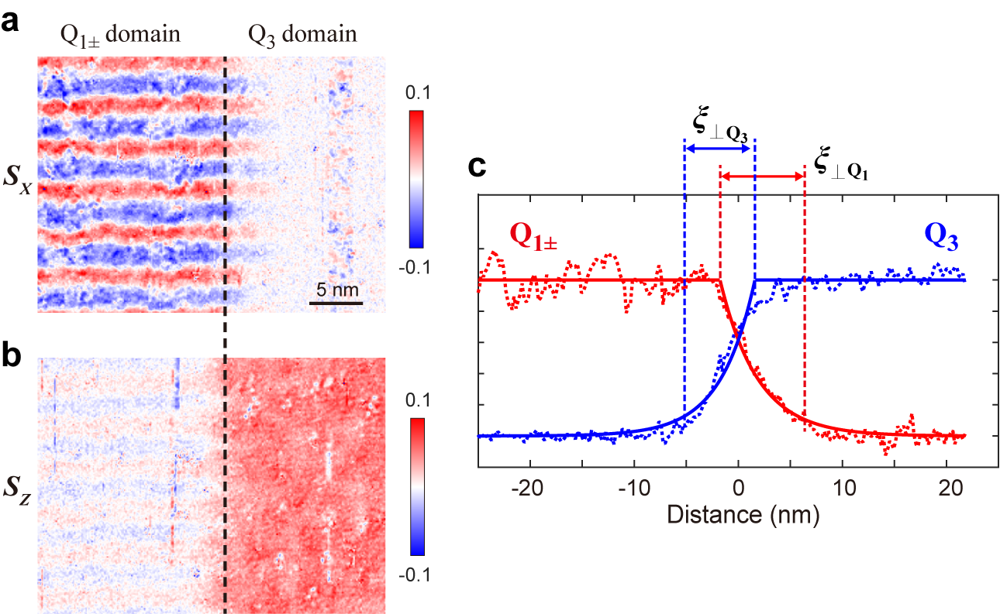 a
Q1± domain
Q3 domain
Sx
0.1
-0.1
5 nm
b
Sz
0.1
-0.1
c
ξ⊥Q3
ξ⊥Q1
Q1±
Q3
-20 -10 0 10 20
Distance (nm)